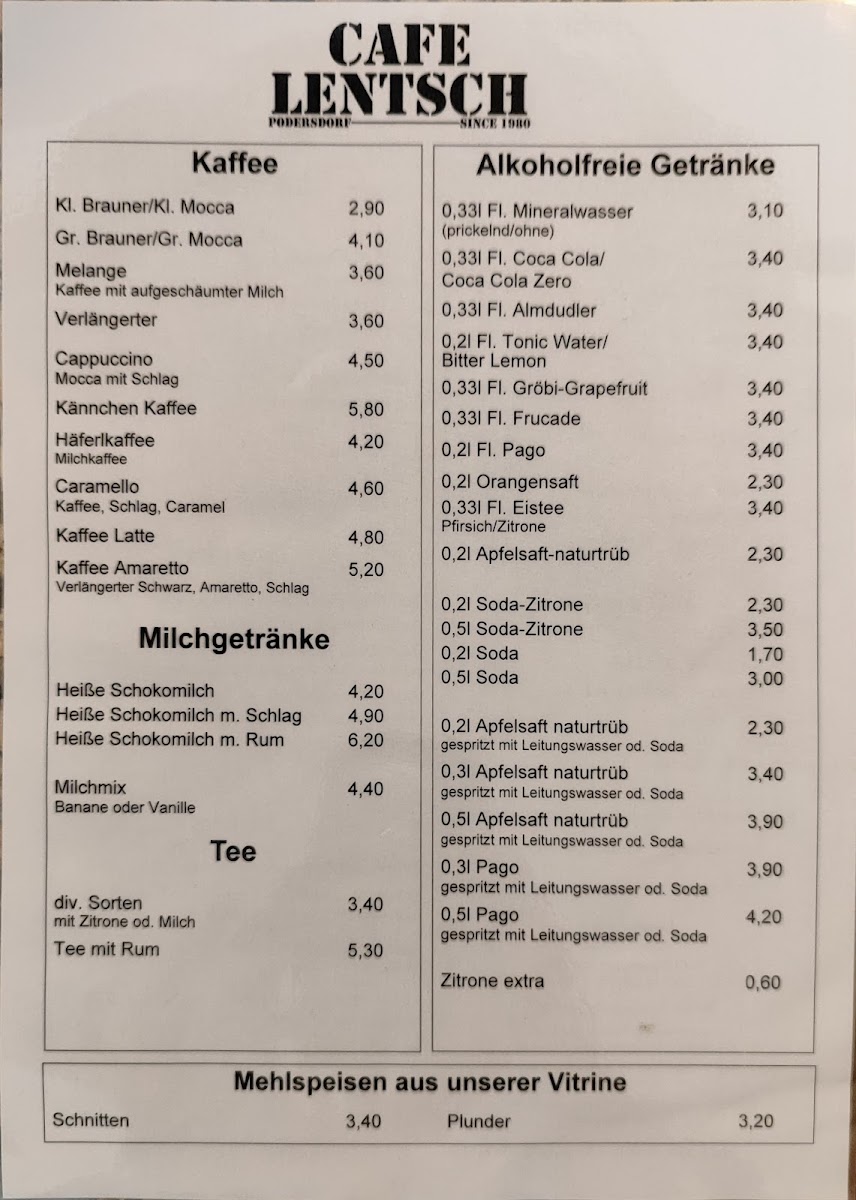 CAFE
LENTSCH
PODERSDORF SINCE 1980
Kaffee
Kl. Brauner/Kl. Mocca 2,90
Gr. Brauner/Gr. Mocca 4,10
Melange 3,60
Kaffee mit aufgeschäumter Milch
Verlängerter 3,60
Cappuccino 4,50
Mocca mit Schlag
Kännchen Kaffee 5,80
Häferlkaffee 4,20
Milchkaffee
Caramello 4,60
Kaffee, Schlag, Caramel
Kaffee Latte 4,80
Kaffee Amaretto 5,20
Verlängerter Schwarz, Amaretto, Schlag
Milchgetränke
Heiße Schokomilch 4,20
Heiße Schokomilch m. Schlag 4,90
Heiße Schokomilch m. Rum 6,20
Milchmix 4,40
Banane oder Vanille
Tee
div. Sorten 3,40
mit Zitrone od. Milch
Tee mit Rum 5,30
Alkoholfreie Getränke
0,33l Fl. Mineralwasser 3,10
(prickelnd/ohne)
0,33l Fl. Coca Cola/ 3,40
Coca Cola Zero
0,33l Fl. Almdudler 3,40
0,2l Fl. Tonic Water/ 3,40
Bitter Lemon
0,33l Fl. Gröbi-Grapefruit 3,40
0,33l Fl. Frucade 3,40
0,2l Fl. Pago 3,40
0,2l Orangensaft 2,30
0,33l Fl. Eistee 3,40
Pfirsich/Zitrone
0,2l Apfelsaft-naturtrüb 2,30
0,2l Soda-Zitrone 2,30
0,5l Soda-Zitrone 3,50
0,2l Soda 1,70
0,5l Soda 3,00
0,2l Apfelsaft naturtrüb 2,30
gespritzt mit Leitungswasser od. Soda
0,3l Apfelsaft naturtrüb 3,40
gespritzt mit Leitungswasser od. Soda
0,5l Apfelsaft naturtrüb 3,90
gespritzt mit Leitungswasser od. Soda
0,3l Pago 3,90
gespritzt mit Leitungswasser od. Soda
0,5l Pago 4,20
gespritzt mit Leitungswasser od. Soda
Zitrone extra 0,60
Mehlspeisen aus unserer Vitrine
Schnitten 3,40 Plunder 3,20